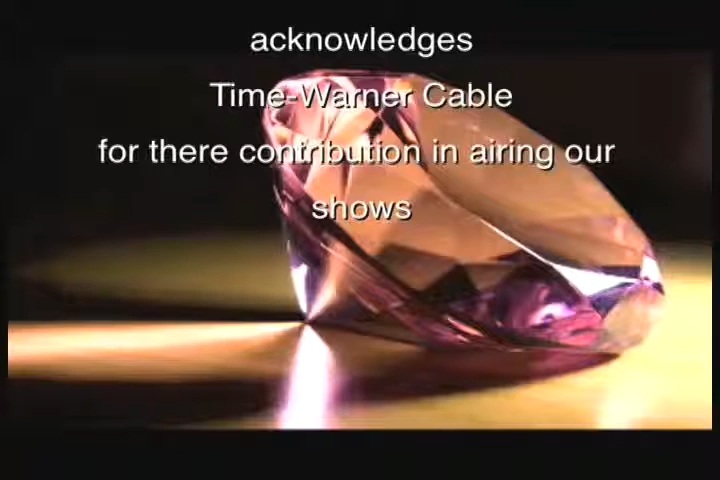 acknowledges
Time-Warner Cable
for there contribution in airing our
shows